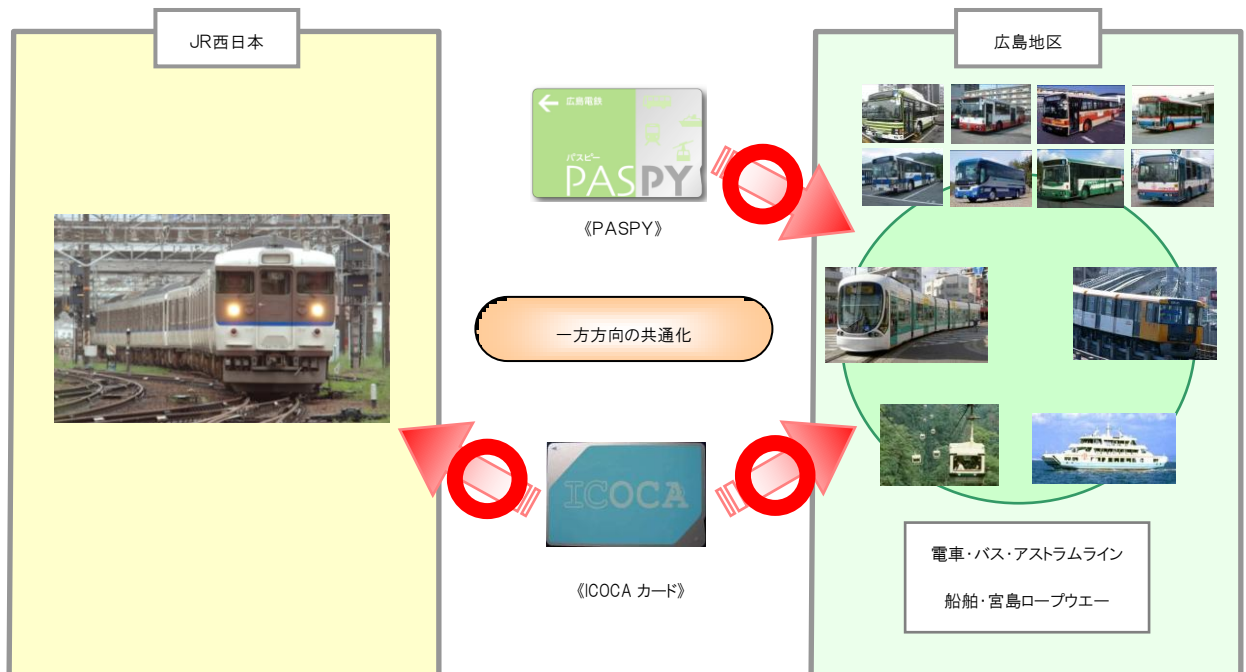 JR西日本
広島地区
広島電鉄
パスピー
PASPY
《PASPY》
一方方向の共通化
ICOCA
《ICOCA カード》
電車・バス・アストラムライン
船舶・宮島ロープウエー